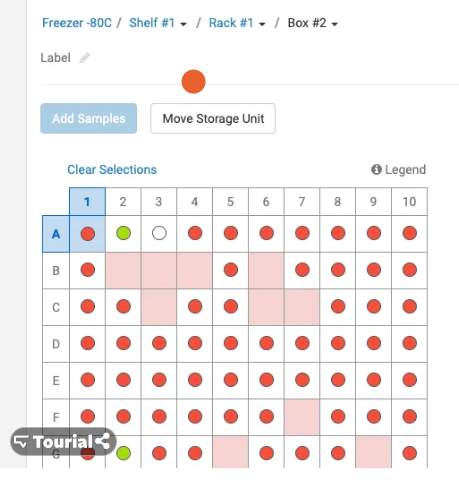 Freezer -80C / Shelf #1 / Rack #1 / Box #2
Label
Add Samples Move Storage Unit
Clear Selections Legend
1 2 3 4 5 6 7 8 9 10
A
B
C
D
E
F
Tourial
G